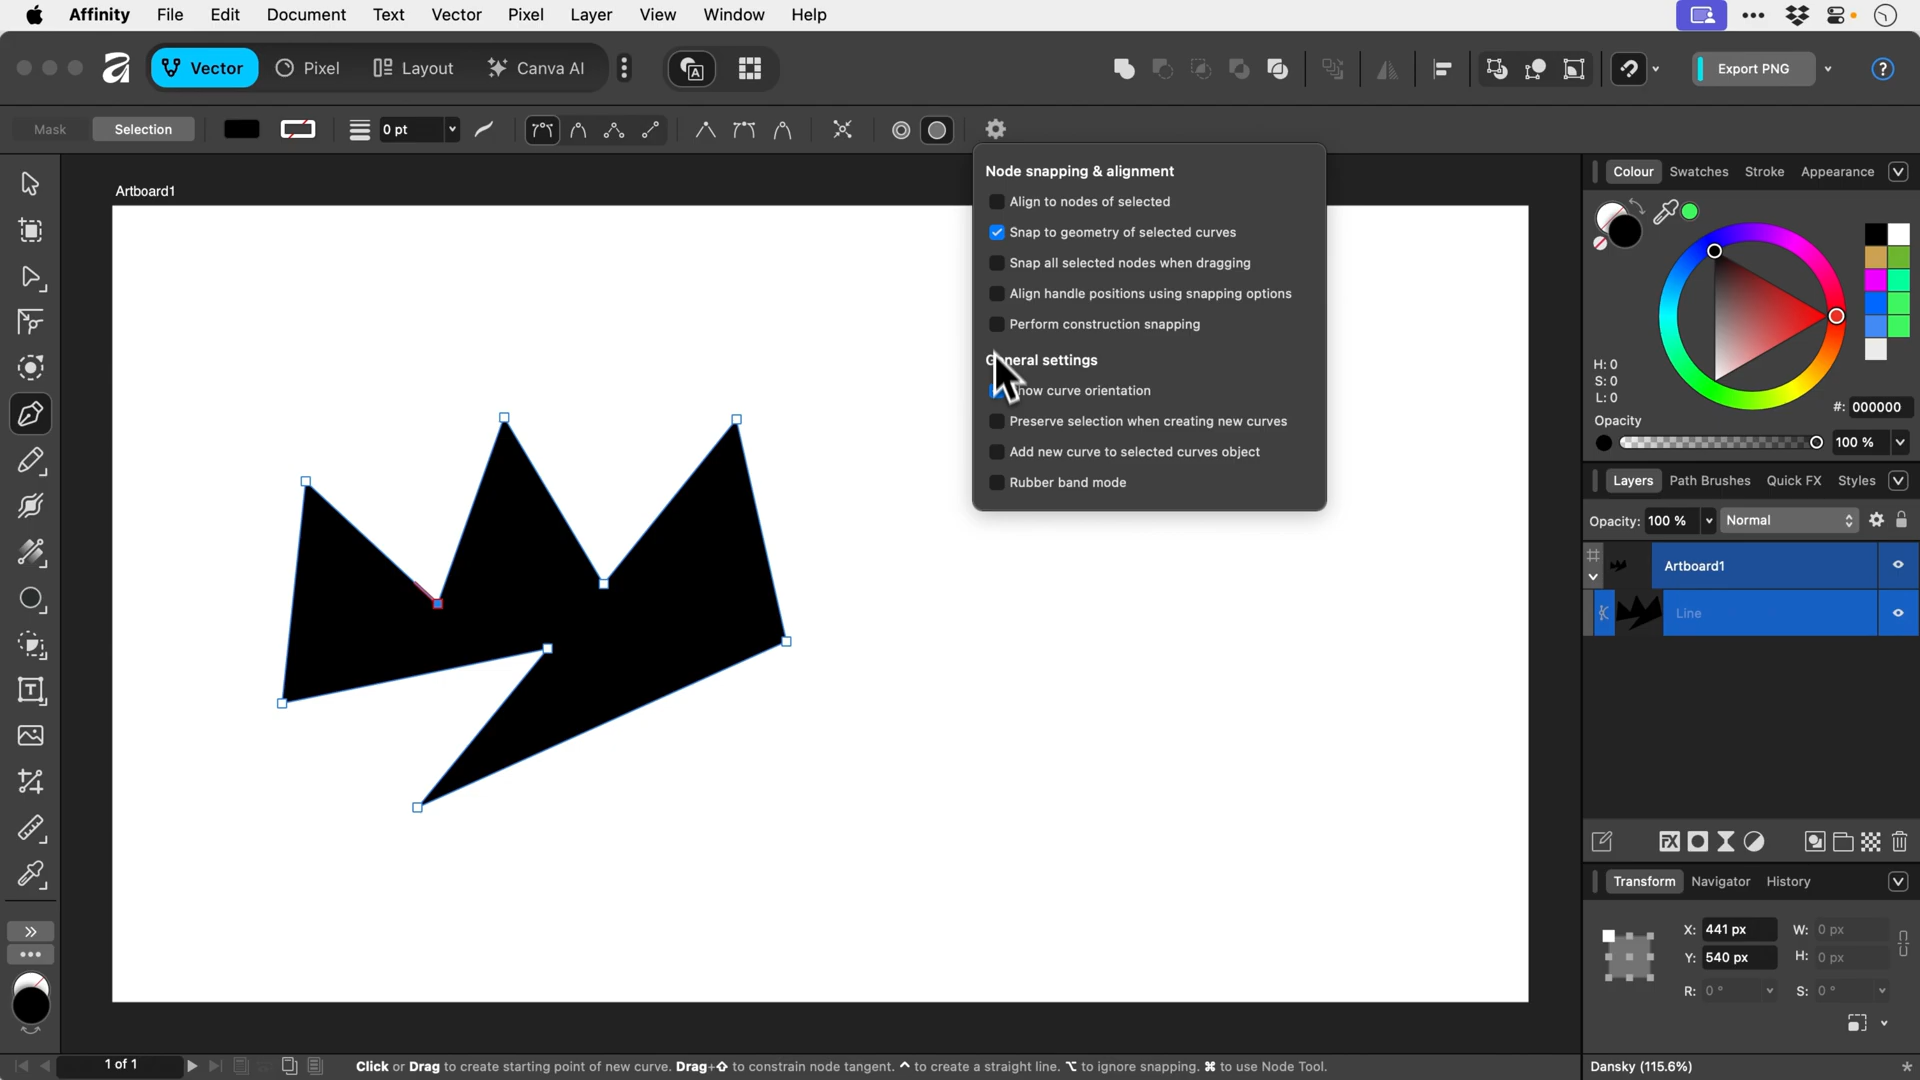 Affinity File Edit Document Text Vector Pixel Layer View Window Help
Vector Pixel Layout Canva AI Export PNG
Mask Selection 0 pt
Artboard1
Node snapping & alignment
Align to nodes of selected
Snap to geometry of selected curves
Snap all selected nodes when dragging
Align handle positions using snapping options
Perform construction snapping
General settings
Show curve orientation
Preserve selection when creating new curves
Add new curve to selected curves object
Rubber band mode
Colour Swatches Stroke Appearance
H: 0
S: 0
L: 0
#: 000000
Opacity
100 %
Layers Path Brushes Quick FX Styles
Opacity: 100 % Normal
Artboard1
Line
Transform Navigator History
X: 441 px W: 0 px
Y: 540 px H: 0 px
R: 0 ° S: 0 °
1 of 1
Click or Drag to create starting point of new curve. Drag+⇧ to constrain node tangent. ^ to create a straight line. ⌥ to ignore snapping. ⌘ to use Node Tool.
Dansky (115.6%) *